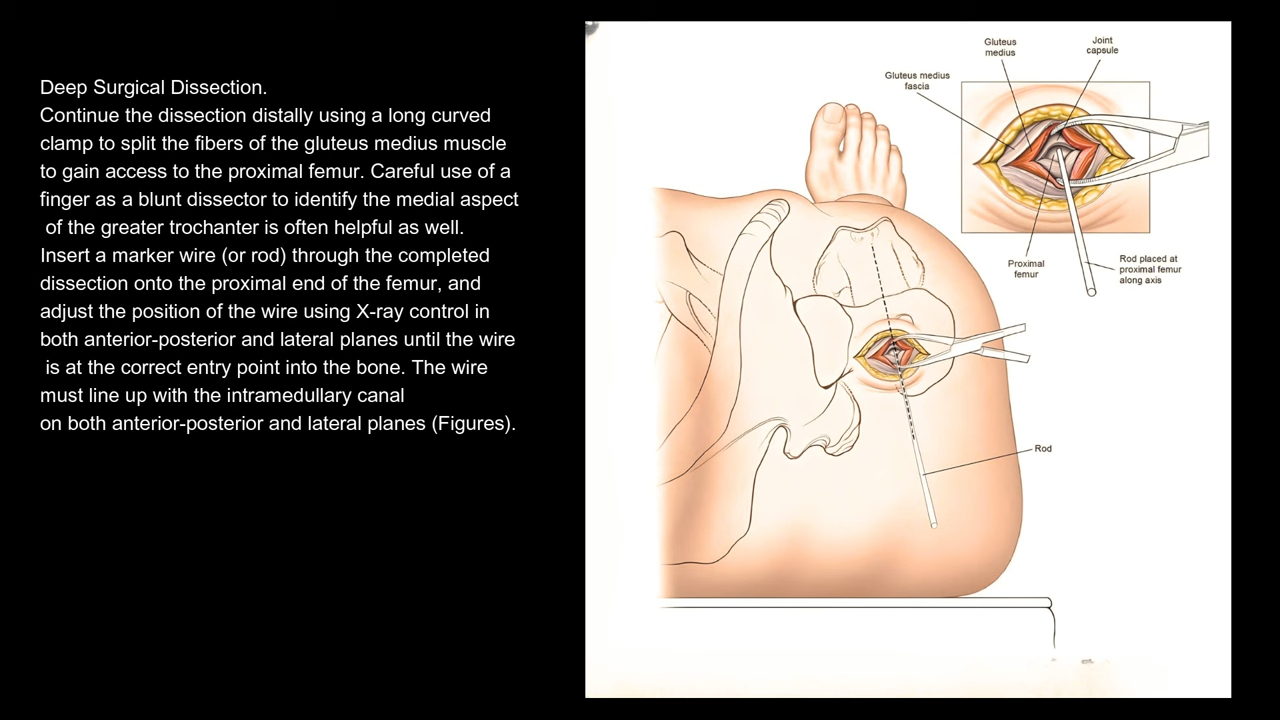 Deep Surgical Dissection.
Continue the dissection distally using a long curved
clamp to split the fibers of the gluteus medius muscle
to gain access to the proximal femur. Careful use of a
finger as a blunt dissector to identify the medial aspect
of the greater trochanter is often helpful as well.
Insert a marker wire (or rod) through the completed
dissection onto the proximal end of the femur, and
adjust the position of the wire using X-ray control in
both anterior-posterior and lateral planes until the wire
is at the correct entry point into the bone. The wire
must line up with the intramedullary canal
on both anterior-posterior and lateral planes (Figures).
Gluteus
medius
Joint
capsule
Gluteus medius
fascia
Proximal
femur
Rod placed at
proximal femur
along axis
Rod